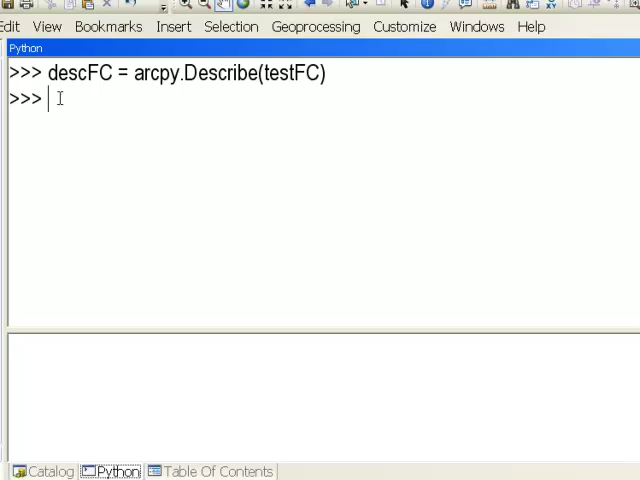 Edit View Bookmarks Insert Selection Geoprocessing Customize Windows Help
Python
>>> descFC = arcpy.Describe(testFC)
>>>
Catalog Python Table Of Contents